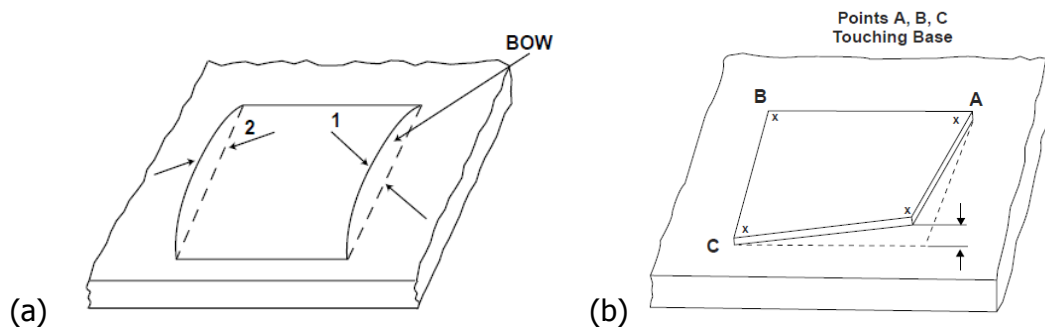 BOW
2
1
(a)
Points A, B, C
Touching Base
B
A
x
x
x
x
C
(b)